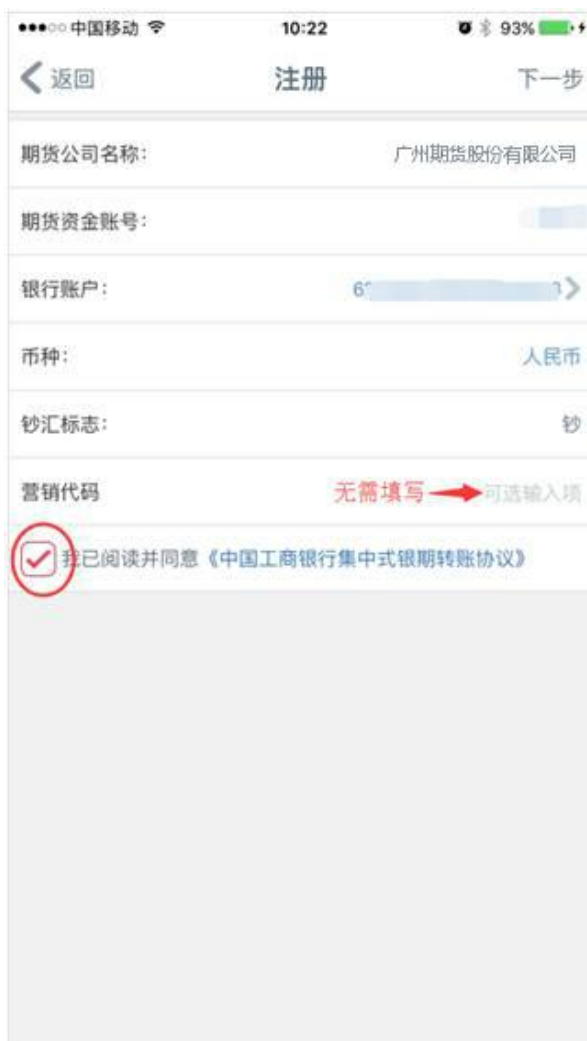 中国移动 10:22 93%
返回 注册 下一步
期货公司名称: 广州期货股份有限公司
期货资金账号:
银行账户: 6
币种: 人民币
钞汇标志: 钞
营销代码 无需填写 可选输入项
我已阅读并同意《中国工商银行集中式银期转账协议》